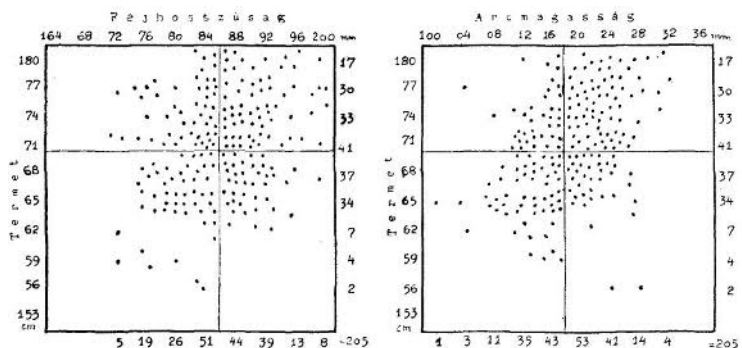 Fejhosszúság
164 68 72 76 80 84 88 92 96 200 mm
Termet
180 17
77 30
74 33
71 41
68 37
65 34
62 7
59 4
56 2
153
cm
5 19 26 51 44 39 13 8 =205
Arcmagasság
100 04 08 12 16 20 24 28 32 36 mm
Termet
180 17
77 30
74 33
71 41
68 37
65 34
62 7
59 4
56 2
153
cm
1 3 11 35 43 53 41 14 4 =205